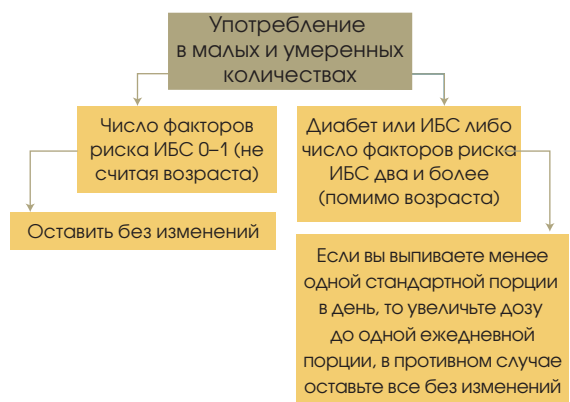 Употребление
в малых и умеренных
количествах
Число факторов
риска ИБС 0–1 (не
считая возраста)
Диабет или ИБС либо
число факторов риска
ИБС два и более
(помимо возраста)
Оставить без изменений
Если вы выпиваете менее
одной стандартной порции
в день, то увеличьте дозу
до одной ежедневной
порции, в противном случае
оставьте все без изменений